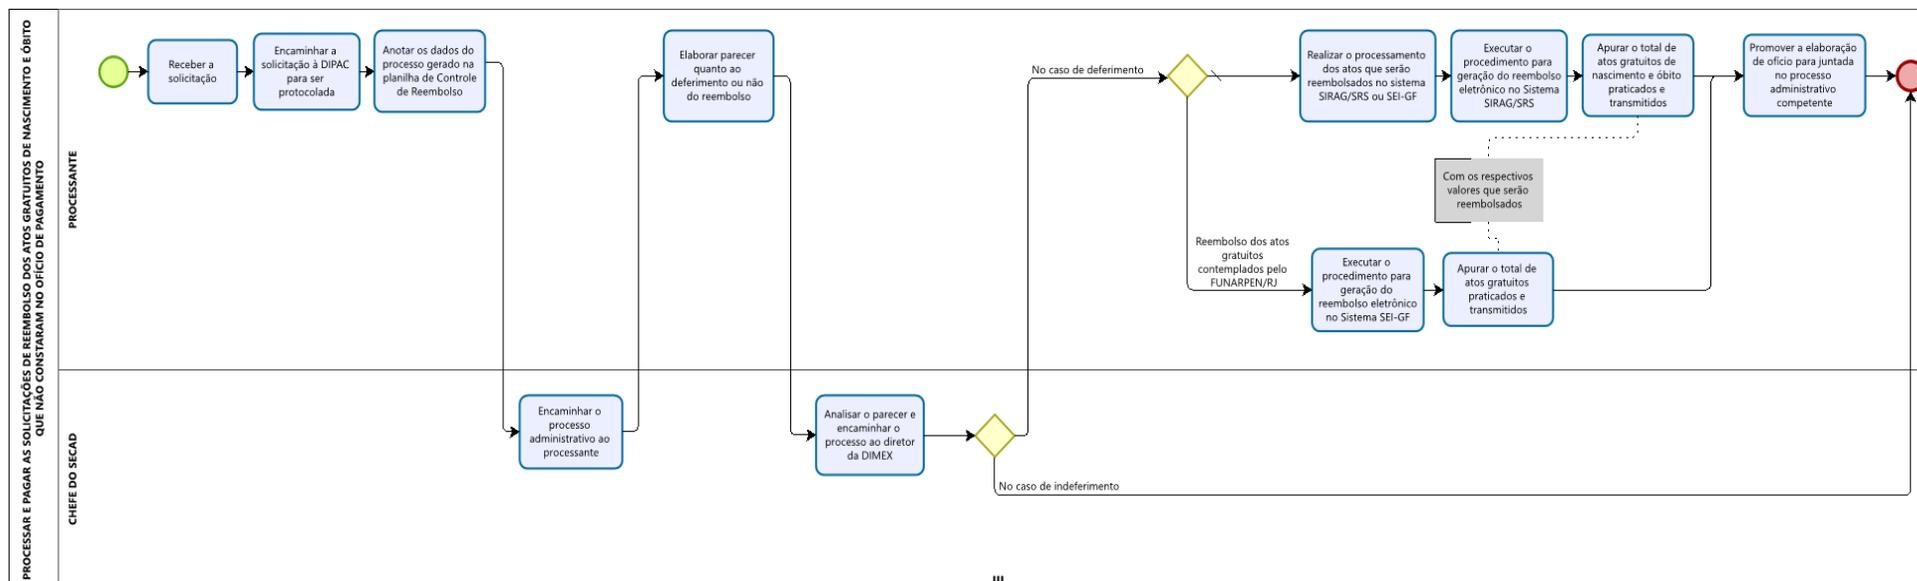 PROCESSAR E PAGAR AS SOLICITAÇÕES DE REEMBOLSO DOS ATOS GRATUITOS DE NASCIMENTO E ÓBITO
QUE NÃO CONSTARAM NO OFÍCIO DE PAGAMENTO
PROCESSANTE
Receber a
solicitação
Encaminhar a
solicitação à DIPAC
para ser
protocolada
Anotar os dados do
processo gerado na
planilha de Controle
de Reembolso
Elaborar parecer
quanto ao
deferimento ou não
do reembolso
No caso de deferimento
Realizar o processamento
dos atos que serão
reembolsados no sistema
SIRAG/SRS ou SEI-GF
Executar o
procedimento para
geração do reembolso
eletrônico no Sistema
SIRAG/SRS
Apurar o total de
atos gratuitos de
nascimento e óbito
praticados e
transmitidos
Promover a elaboração
de ofício para juntada
no processo
administrativo
competente
Com os respectivos
valores que serão
reembolsados
Reembolso dos atos
gratuitos
contemplados pelo
FUNARPEN/RJ
Executar o
procedimento para
geração do
reembolso eletrônico
no Sistema SEI-GF
Apurar o total de
atos gratuitos
praticados e
transmitidos
CHEFE DO SECAD
Encaminhar o
processo
administrativo ao
processante
Analisar o parecer e
encaminhar o
processo ao diretor
da DIMEX
No caso de indeferimento